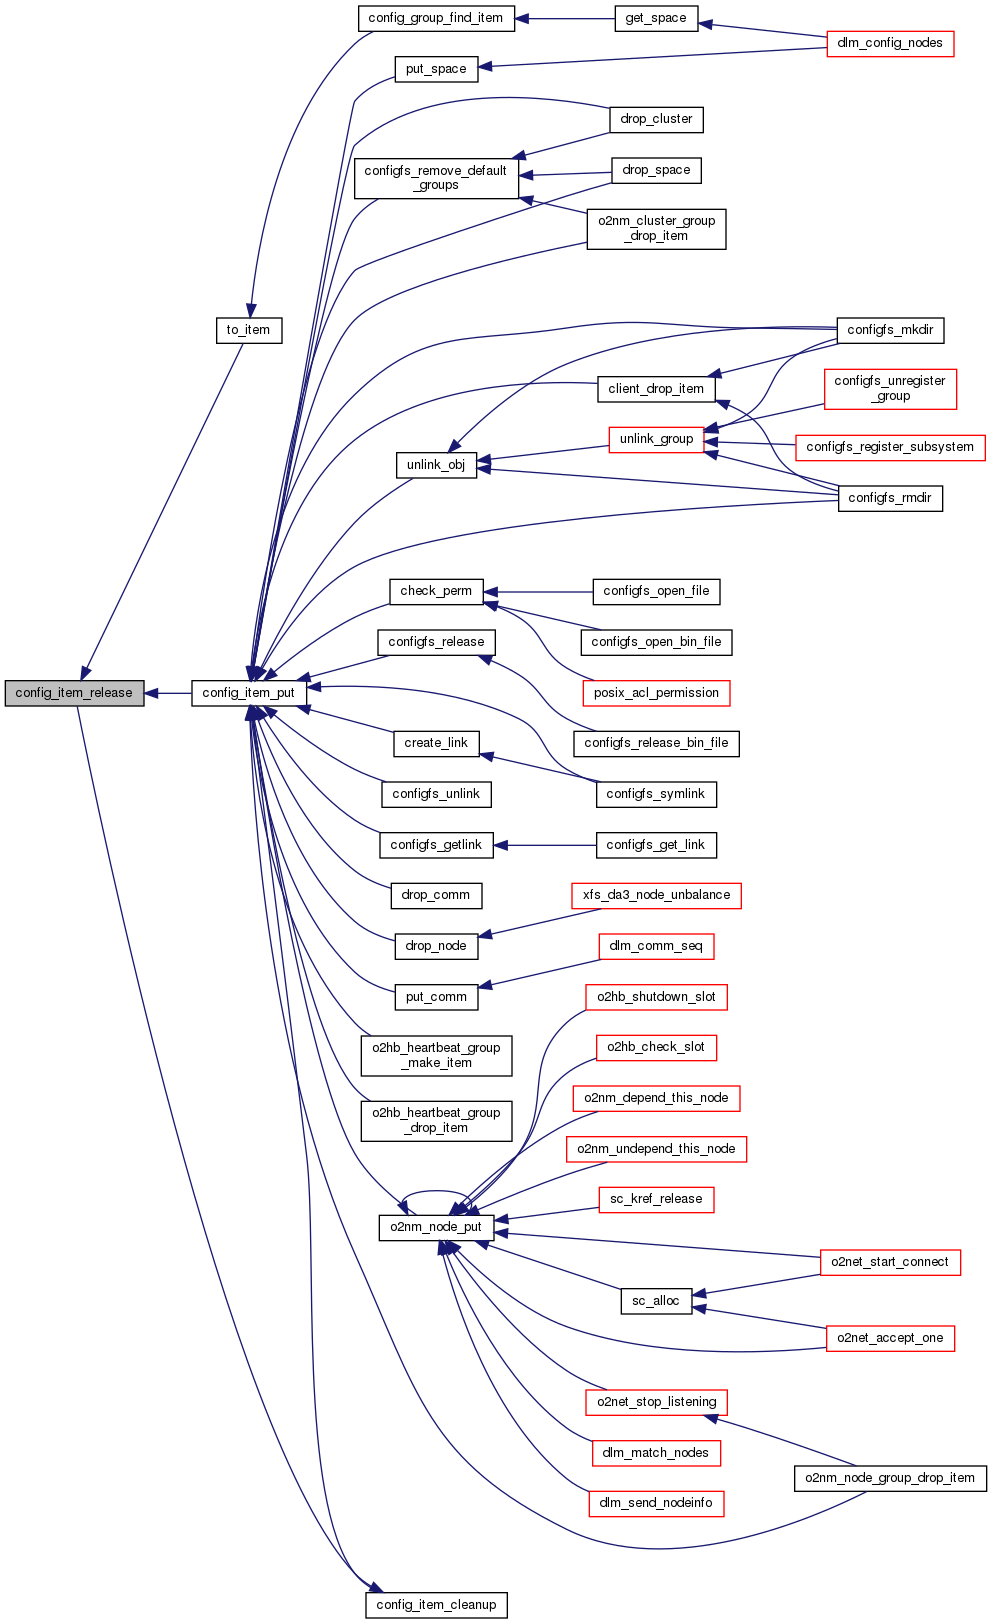 config_group_find_item
get_space
dlm_config_nodes
put_space
drop_cluster
configfs_remove_default
_groups
drop_space
o2nm_cluster_group
_drop_item
to_item
configfs_mkdir
client_drop_item
configfs_unregister
_group
unlink_group
configfs_register_subsystem
unlink_obj
configfs_rmdir
check_perm
configfs_open_file
configfs_release
configfs_open_bin_file
config_item_release
config_item_put
posix_acl_permission
create_link
configfs_release_bin_file
configfs_unlink
configfs_symlink
configfs_getlink
configfs_get_link
drop_comm
xfs_da3_node_unbalance
drop_node
dlm_comm_seq
put_comm
o2hb_shutdown_slot
o2hb_heartbeat_group
_make_item
o2hb_check_slot
o2nm_depend_this_node
o2hb_heartbeat_group
_drop_item
o2nm_undepend_this_node
sc_kref_release
o2nm_node_put
o2net_start_connect
sc_alloc
o2net_accept_one
o2net_stop_listening
dlm_match_nodes
o2nm_node_group_drop_item
dlm_send_nodeinfo
config_item_cleanup